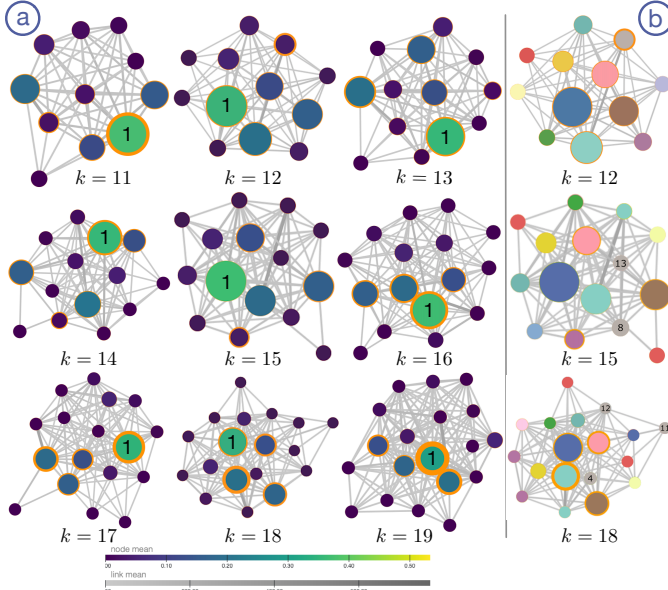 a
b
1
1
1
k = 11
k = 12
k = 13
k = 12
1
1
1
13
8
k = 14
k = 15
k = 16
k = 15
1
1
1
12
11
4
k = 17
k = 18
k = 19
k = 18
node mean
00 0.10 0.20 0.30 0.40 0.50
link mean